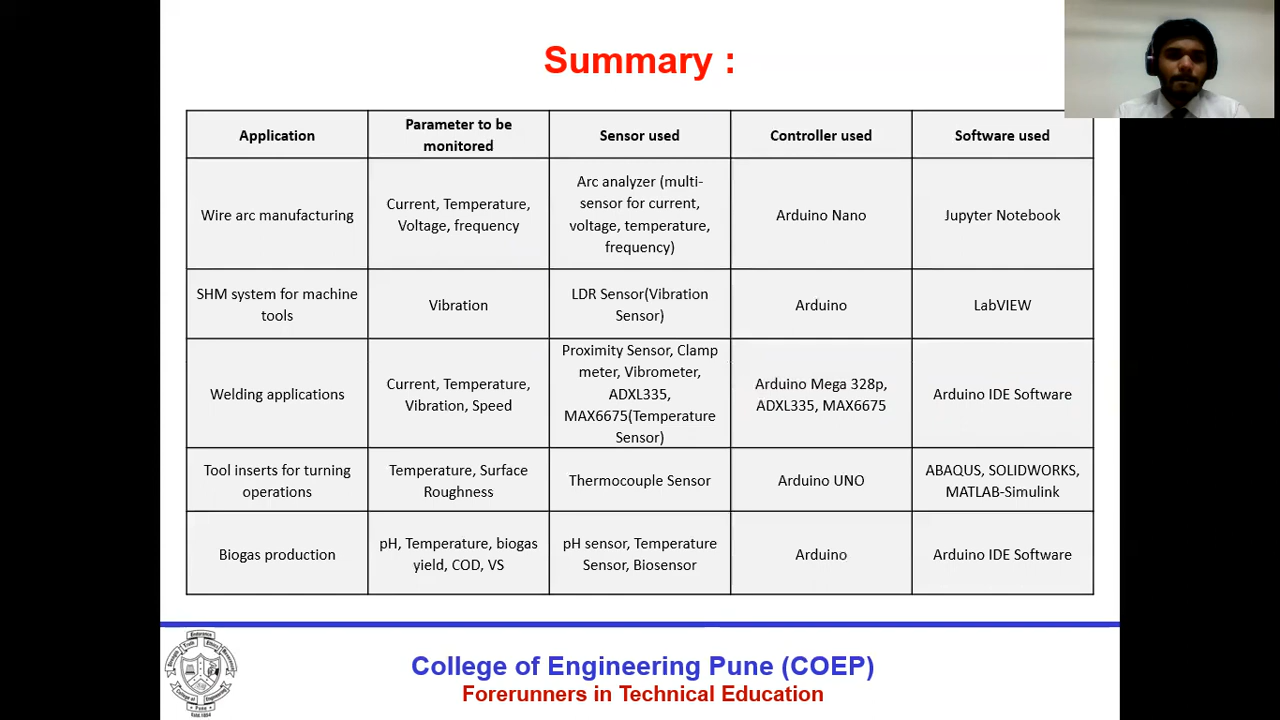 Summary :
Application
Parameter to be
monitored
Sensor used
Controller used
Software used
Wire arc manufacturing
Current, Temperature,
Voltage, frequency
Arc analyzer (multi-
sensor for current,
voltage, temperature,
frequency)
Arduino Nano
Jupyter Notebook
SHM system for machine
tools
Vibration
LDR Sensor(Vibration
Sensor)
Arduino
LabVIEW
Welding applications
Current, Temperature,
Vibration, Speed
Proximity Sensor, Clamp
meter, Vibrometer,
ADXL335,
MAX6675(Temperature
Sensor)
Arduino Mega 328p,
ADXL335, MAX6675
Arduino IDE Software
Tool inserts for turning
operations
Temperature, Surface
Roughness
Thermocouple Sensor
Arduino UNO
ABAQUS, SOLIDWORKS,
MATLAB-Simulink
Biogas production
pH, Temperature, biogas
yield, COD, VS
pH sensor, Temperature
Sensor, Biosensor
Arduino
Arduino IDE Software
College of Engineering Pune (COEP)
Forerunners in Technical Education